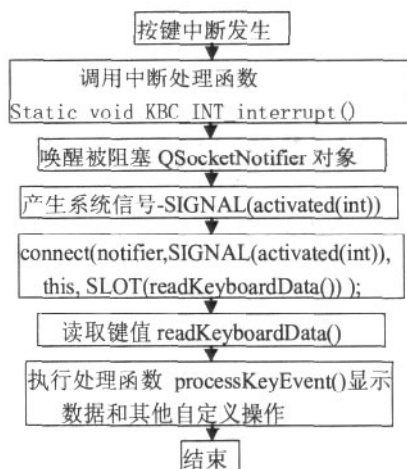 按键中断发生
调用中断处理函数
Static void KBC_INT_interrupt()
唤醒被阻塞 QSocketNotifier 对象
产生系统信号-SIGNAL(activated(int))
connect(notifier,SIGNAL(activated(int)),
this, SLOT(readKeyboardData()) );
读取键值 readKeyboardData()
执行处理函数 processKeyEvent()显示
数据和其他自定义操作
结束